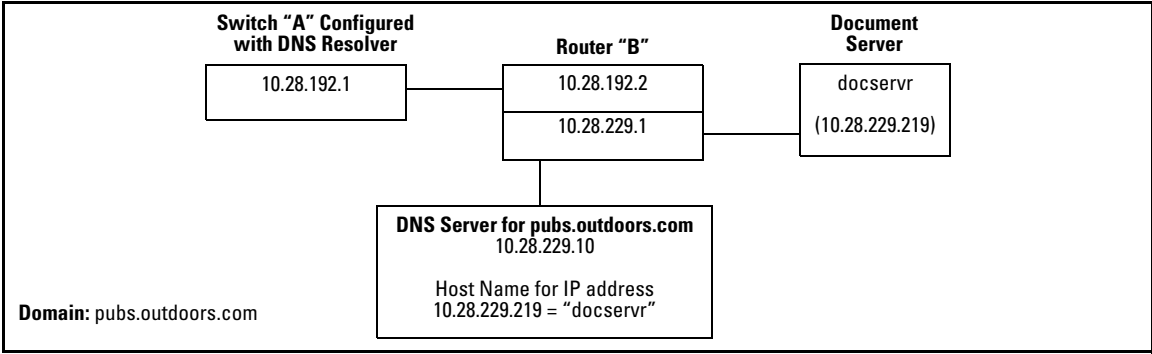 Switch “A” Configured
with DNS Resolver
Router “B”
Document
Server
10.28.192.1
10.28.192.2
10.28.229.1
docservr
(10.28.229.219)
DNS Server for pubs.outdoors.com
10.28.229.10
Host Name for IP address
10.28.229.219 = “docservr”
Domain: pubs.outdoors.com